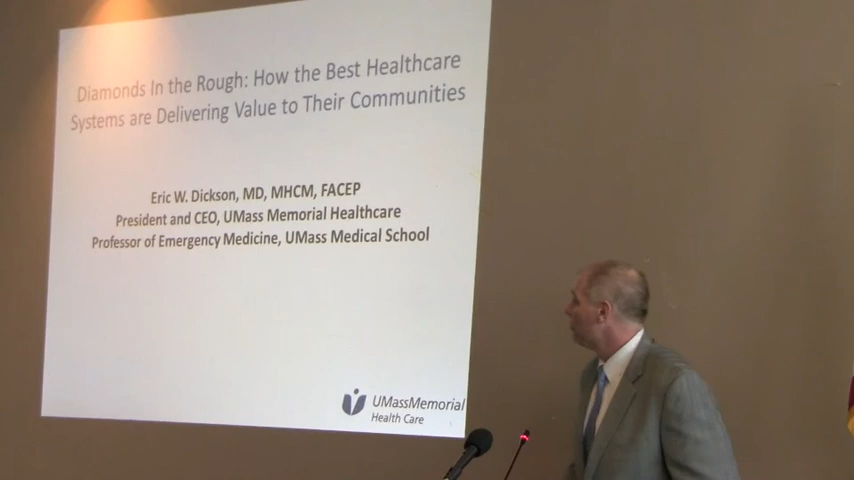 Diamonds In the Rough: How the Best Healthcare
Systems are Delivering Value to Their Communities
Eric W. Dickson, MD, MHCM, FACEP
President and CEO, UMass Memorial Healthcare
Professor of Emergency Medicine, UMass Medical School
UMassMemorial
Health Care